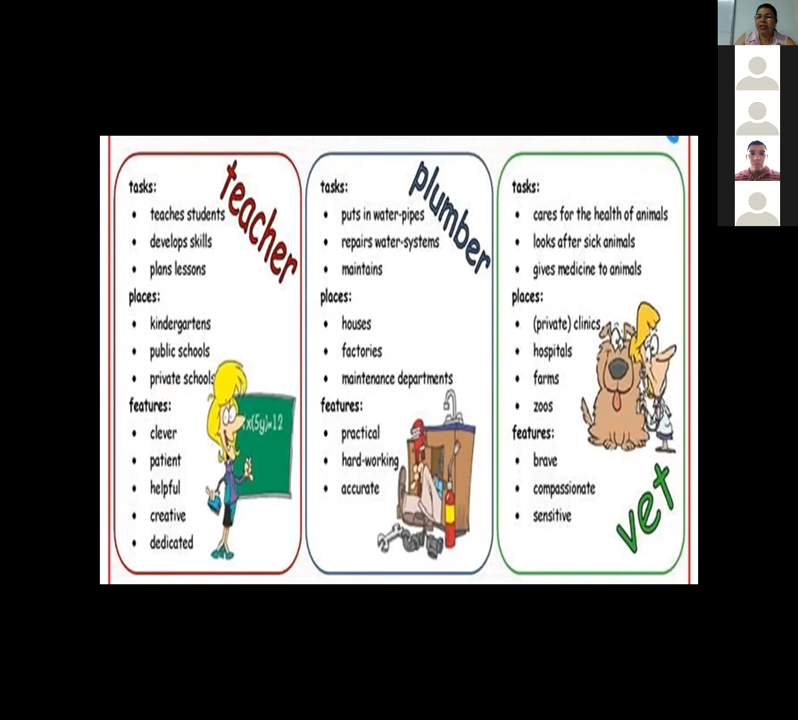 teacher
tasks:
• teaches students
• develops skills
• plans lessons
places:
• kindergartens
• public schools
• private schools
features:
• clever
• patient
• helpful
• creative
• dedicated
x(5y)=12
plumber
tasks:
• puts in water-pipes
• repairs water-systems
• maintains
places:
• houses
• factories
• maintenance departments
features:
• practical
• hard-working
• accurate
tasks:
• cares for the health of animals
• looks after sick animals
• gives medicine to animals
places:
• (private) clinics
• hospitals
• farms
• zoos
features:
• brave
• compassionate
• sensitive
vet